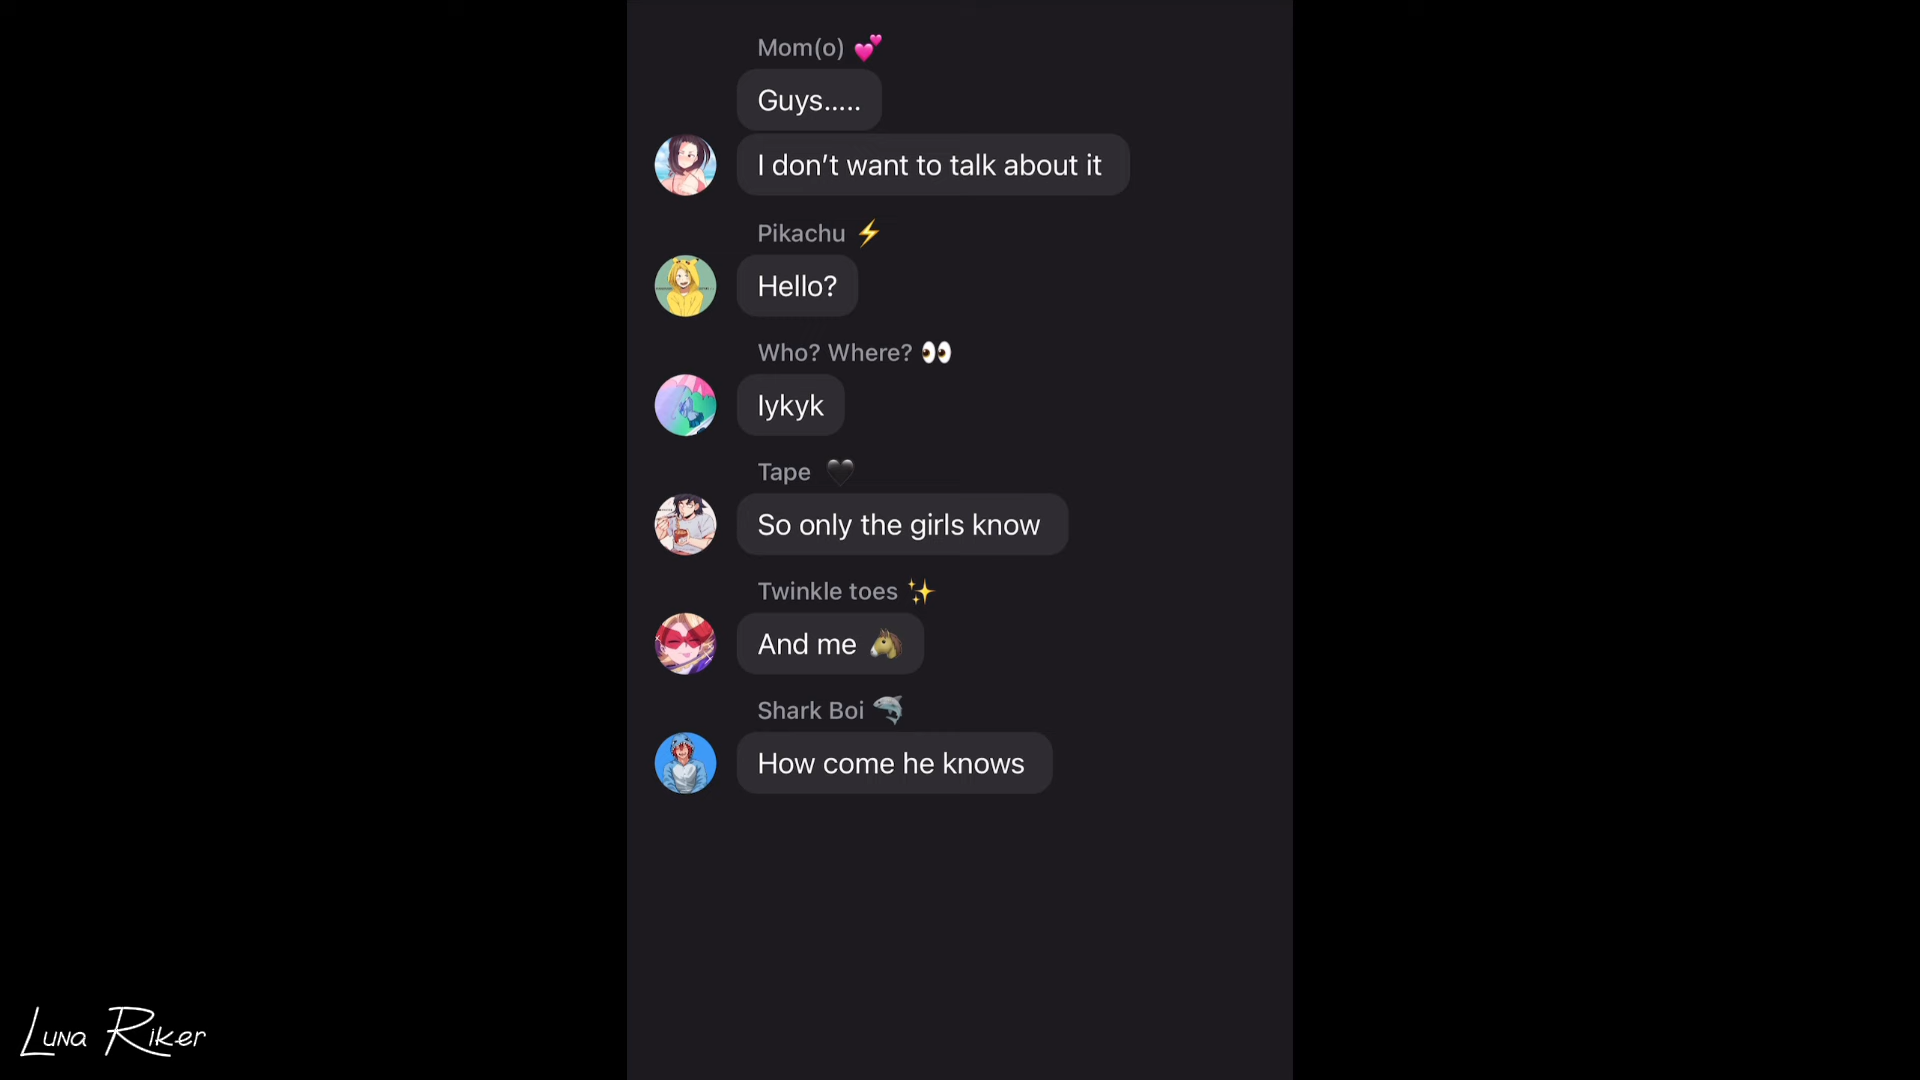 Mom(o) 💕
Guys.....
I don’t want to talk about it
Pikachu ⚡
Hello?
Who? Where? 👀
Iykyk
Tape 🖤
So only the girls know
Twinkle toes ✨
And me 🐴
Shark Boi 🦈
How come he knows
Luna Riker